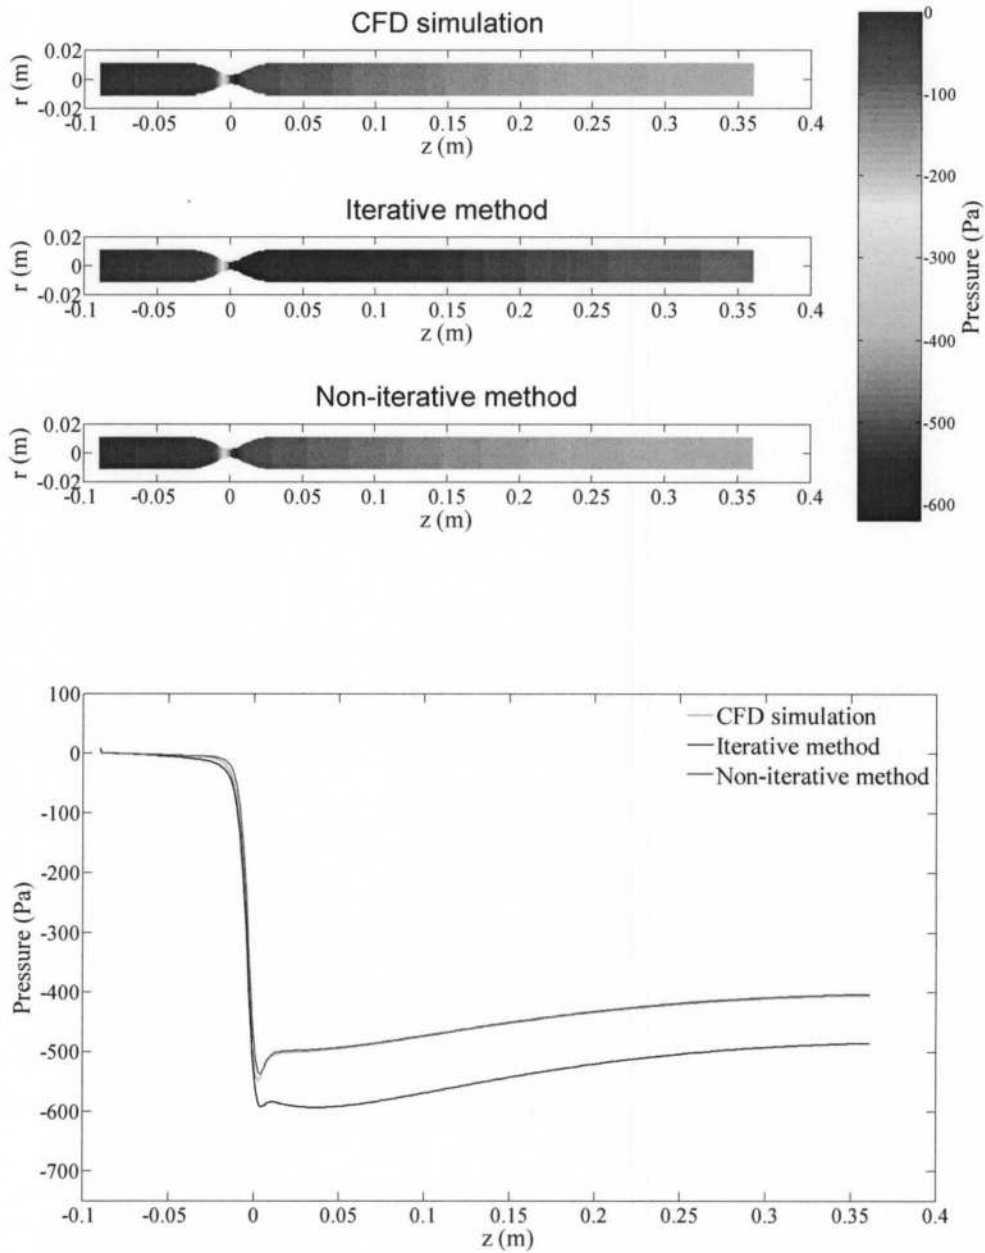 CFD simulation
r (m)
0.02
0
-0.02
-0.1 -0.05 0 0.05 0.1 0.15 0.2 0.25 0.3 0.35 0.4
z (m)
Iterative method
r (m)
0.02
0
-0.02
-0.1 -0.05 0 0.05 0.1 0.15 0.2 0.25 0.3 0.35 0.4
z (m)
Non-iterative method
r (m)
0.02
0
-0.02
-0.1 -0.05 0 0.05 0.1 0.15 0.2 0.25 0.3 0.35 0.4
z (m)
0
-100
-200
-300
-400
-500
-600
Pressure (Pa)
100
0
-100
-200
-300
-400
-500
-600
-700
Pressure (Pa)
CFD simulation
Iterative method
Non-iterative method
-0.1 -0.05 0 0.05 0.1 0.15 0.2 0.25 0.3 0.35 0.4
z (m)